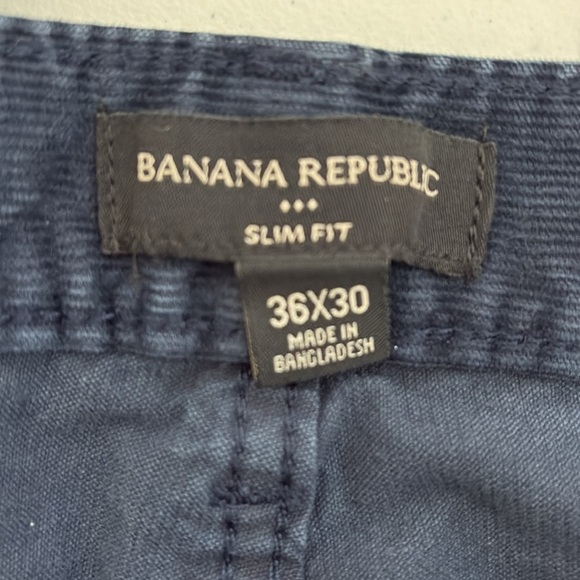 BANANA REPUBLIC
SLIM FIT
36X30
MADE IN
BANGLADESH